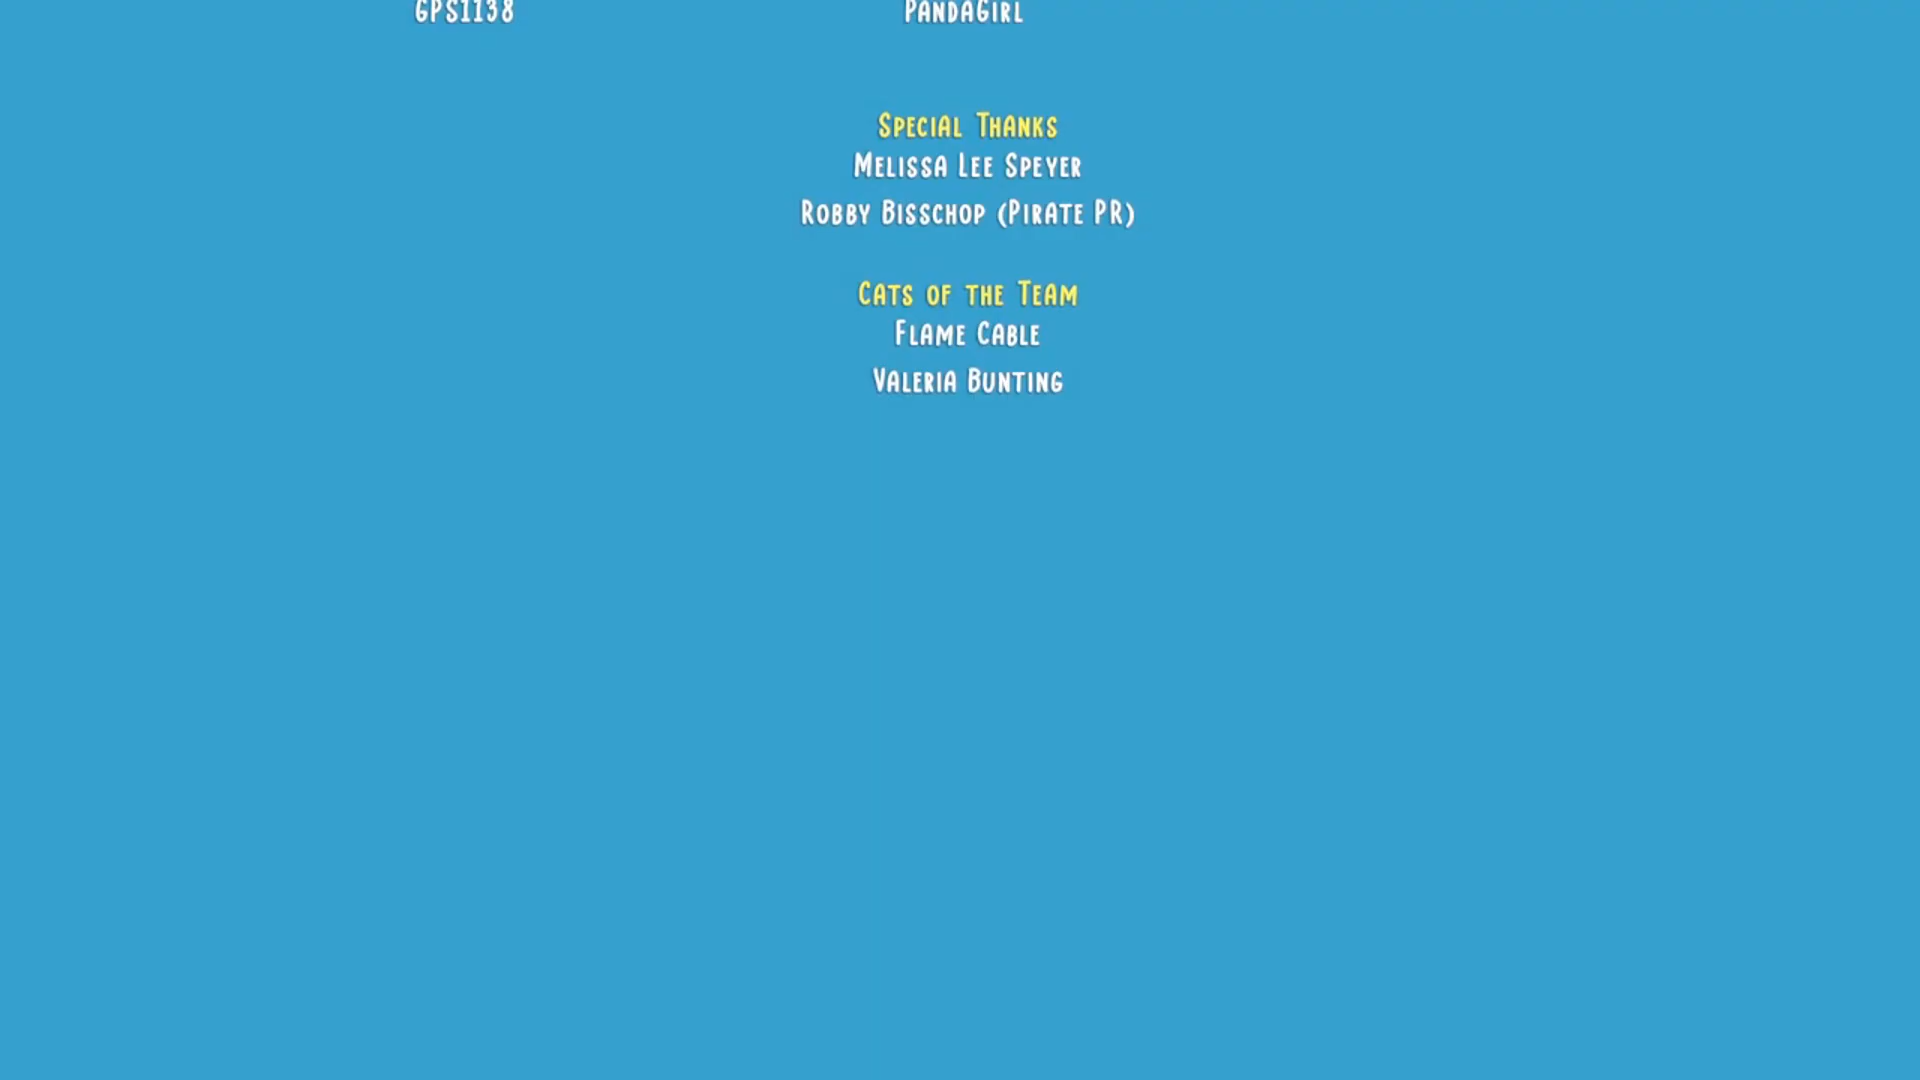 GPS1138 PandaGirl
Special Thanks
Melissa Lee Speyer
Robby Bisschop (Pirate PR)
Cats of the Team
Flame Cable
Valeria Bunting